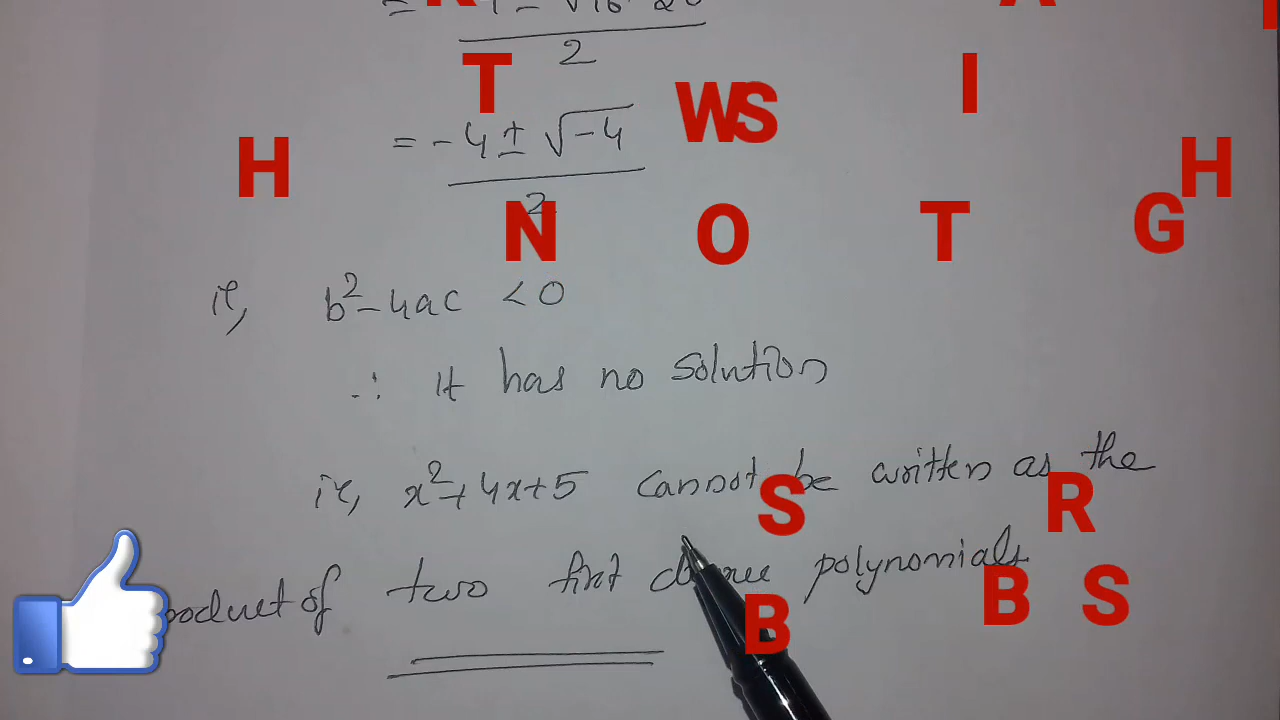 = -4 ± √-4
2
ie, b²-4ac < 0
∴ it has no solution
ie, x²+4x+5 cannot be written as the
product of two first degree polynomials
T WS I
H H
N O T G
S R
B B S